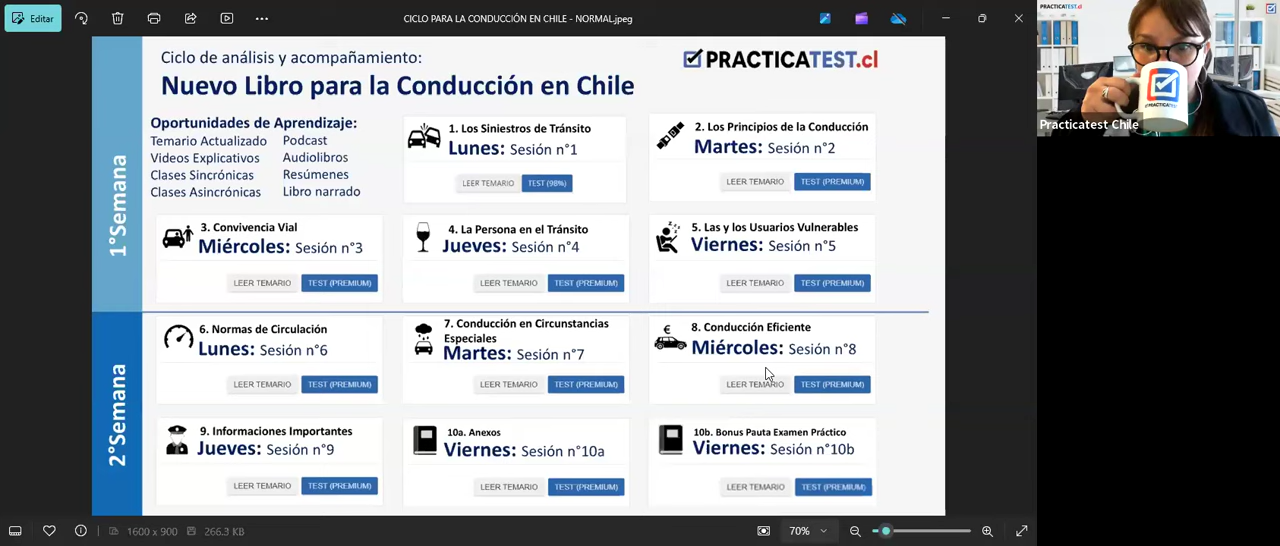 Editar
CICLO PARA LA CONDUCCIÓN EN CHILE - NORMAL.jpeg
Ciclo de análisis y acompañamiento:
Nuevo Libro para la Conducción en Chile
PRACTICATEST.cl
1°Semana
Oportunidades de Aprendizaje:
Temario Actualizado
Videos Explicativos
Clases Sincrónicas
Clases Asincrónicas
Podcast
Audiolibros
Resúmenes
Libro narrado
1. Los Siniestros de Tránsito
Lunes: Sesión n°1
LEER TEMARIO TEST (98%)
2. Los Principios de la Conducción
Martes: Sesión n°2
LEER TEMARIO TEST (PREMIUM)
3. Convivencia Vial
Miércoles: Sesión n°3
LEER TEMARIO TEST (PREMIUM)
4. La Persona en el Tránsito
Jueves: Sesión n°4
LEER TEMARIO TEST (PREMIUM)
5. Las y los Usuarios Vulnerables
Viernes: Sesión n°5
LEER TEMARIO TEST (PREMIUM)
2°Semana
6. Normas de Circulación
Lunes: Sesión n°6
LEER TEMARIO TEST (PREMIUM)
7. Conducción en Circunstancias
Especiales
Martes: Sesión n°7
LEER TEMARIO TEST (PREMIUM)
8. Conducción Eficiente
Miércoles: Sesión n°8
LEER TEMARIO TEST (PREMIUM)
9. Informaciones Importantes
Jueves: Sesión n°9
LEER TEMARIO TEST (PREMIUM)
10a. Anexos
Viernes: Sesión n°10a
LEER TEMARIO TEST (PREMIUM)
10b. Bonus Pauta Examen Práctico
Viernes: Sesión n°10b
LEER TEMARIO TEST (PREMIUM)
1600 x 900 266.3 KB
70%
PRACTICATEST.cl
PRACTICATEST
Practicatest Chile